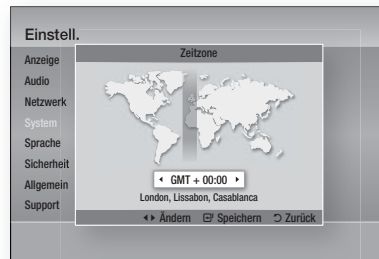 Einstell.
Zeitzone
Anzeige
Audio
Netzwerk
System
Sprache
Sicherheit
Allgemein
Support
GMT + 00:00
London, Lissabon, Casablanca
Ändern Speichern Zurück